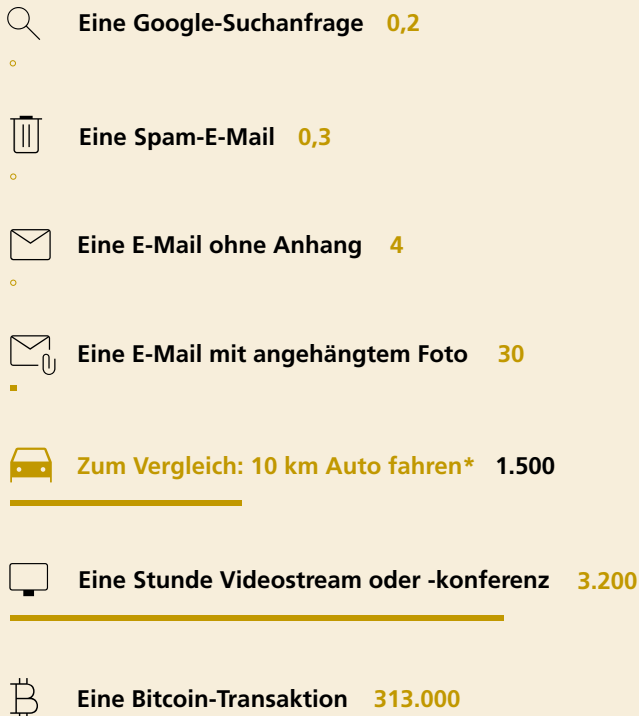 Eine Google-Suchanfrage 0,2
Eine Spam-E-Mail 0,3
Eine E-Mail ohne Anhang 4
Eine E-Mail mit angehängtem Foto 30
Zum Vergleich: 10 km Auto fahren* 1.500
Eine Stunde Videostream oder -konferenz 3.200
Eine Bitcoin-Transaktion 313.000